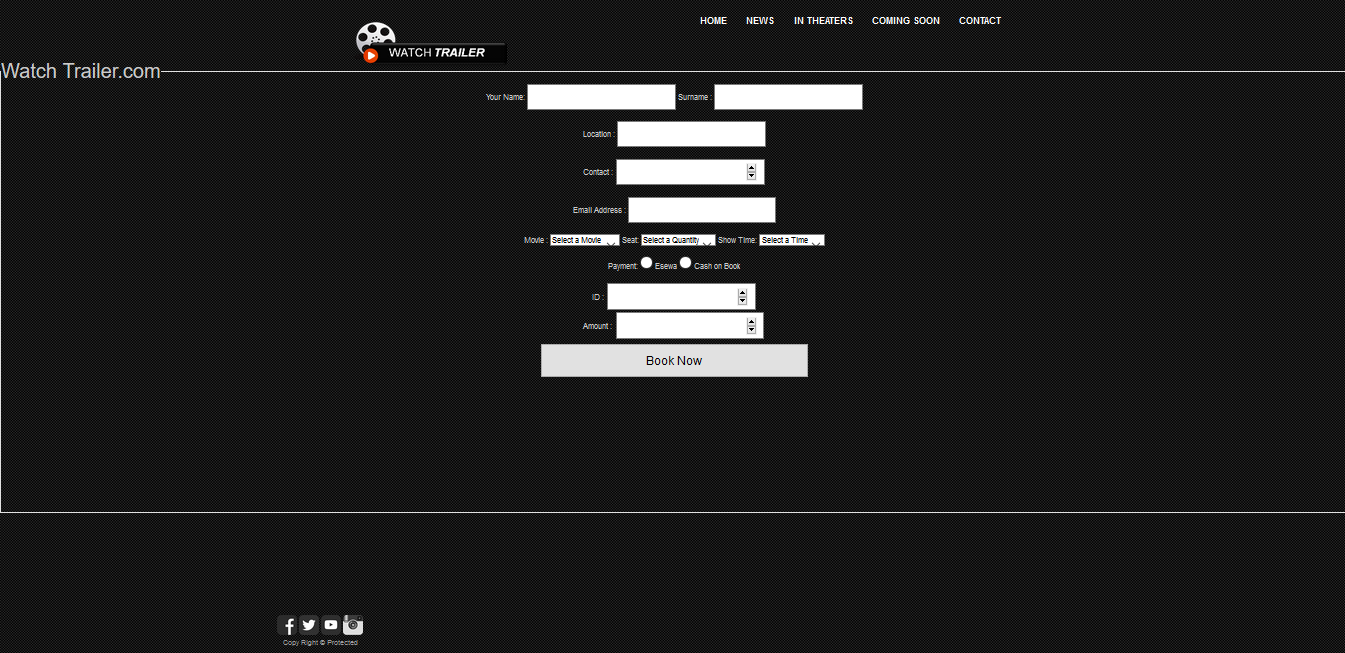 HOME NEWS IN THEATERS COMING SOON CONTACT
WATCH TRAILER
Watch Trailer.com
Your Name: Surname :
Location :
Contact :
Email Address :
Movie : Select a Movie Seat: Select a Quantity Show Time: Select a Time
Payment: Esewa Cash on Book
ID :
Amount :
Book Now
Copy Right © Protected